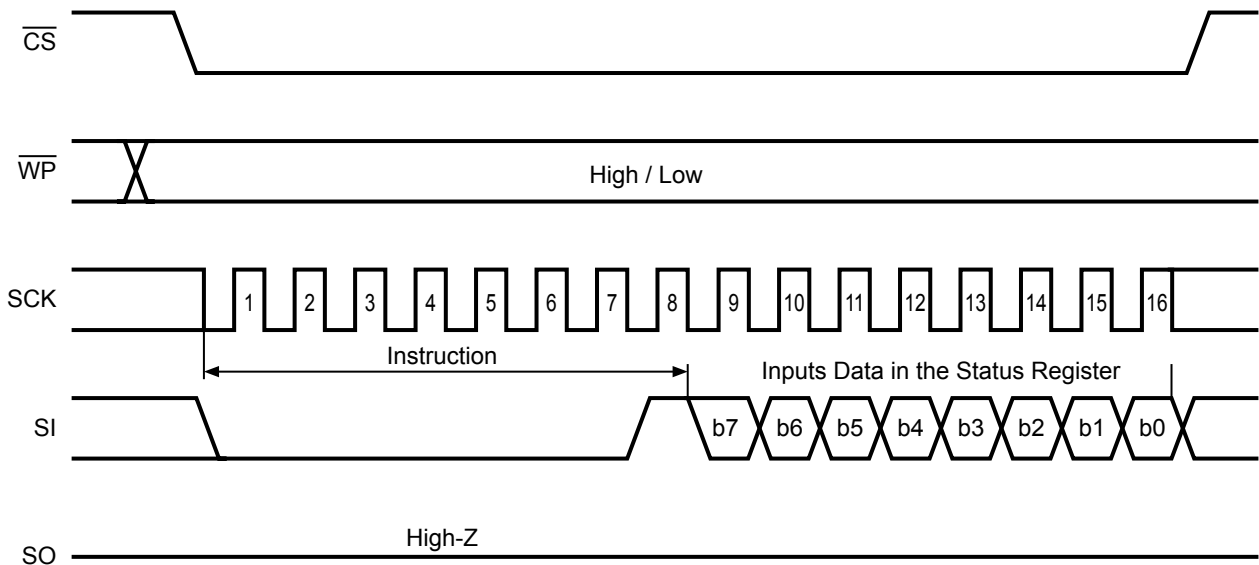 CS
WP
High / Low
SCK
1 2 3 4 5 6 7 8 9 10 11 12 13 14 15 16
Instruction
Inputs Data in the Status Register
SI
b7 b6 b5 b4 b3 b2 b1 b0
High-Z
SO